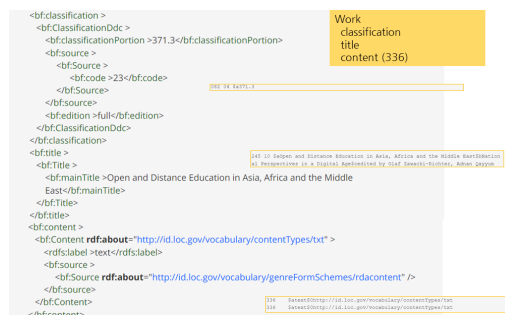 <bf:classification >
<bf:ClassificationDdc >
<bf:classificationPortion >371.3</bf:classificationPortion>
<bf:source >
<bf:Source >
<bf:code >23</bf:code>
</bf:Source>
</bf:source>
<bf:edition >full</bf:edition>
</bf:ClassificationDdc>
</bf:classification>
<bf:title >
<bf:Title >
<bf:mainTitle >Open and Distance Education in Asia, Africa and the Middle
East</bf:mainTitle>
</bf:Title>
</bf:title>
<bf:content >
<bf:Content rdf:about="http://id.loc.gov/vocabulary/contentTypes/txt" >
<rdfs:label >text</rdfs:label>
<bf:source >
<bf:Source rdf:about="http://id.loc.gov/vocabulary/genreFormSchemes/rdacontent" />
</bf:source>
</bf:Content>
</bf:content>
Work
classification
title
content (336)
082 04 $a371.3
245 10 $aOpen and Distance Education in Asia, Africa and the Middle East$bNation
al Perspectives in a Digital Age$cedited by Olaf Zawacki-Richter, Adnan Qayyum
336 $atext$0http://id.loc.gov/vocabulary/contentTypes/txt
336 $atext$0http://id.loc.gov/vocabulary/contentTypes/txt